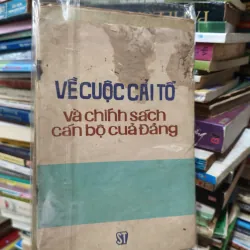 VỀ CUỘC CẢI TỔ
và chính sách
cán bộ của Đảng
ST